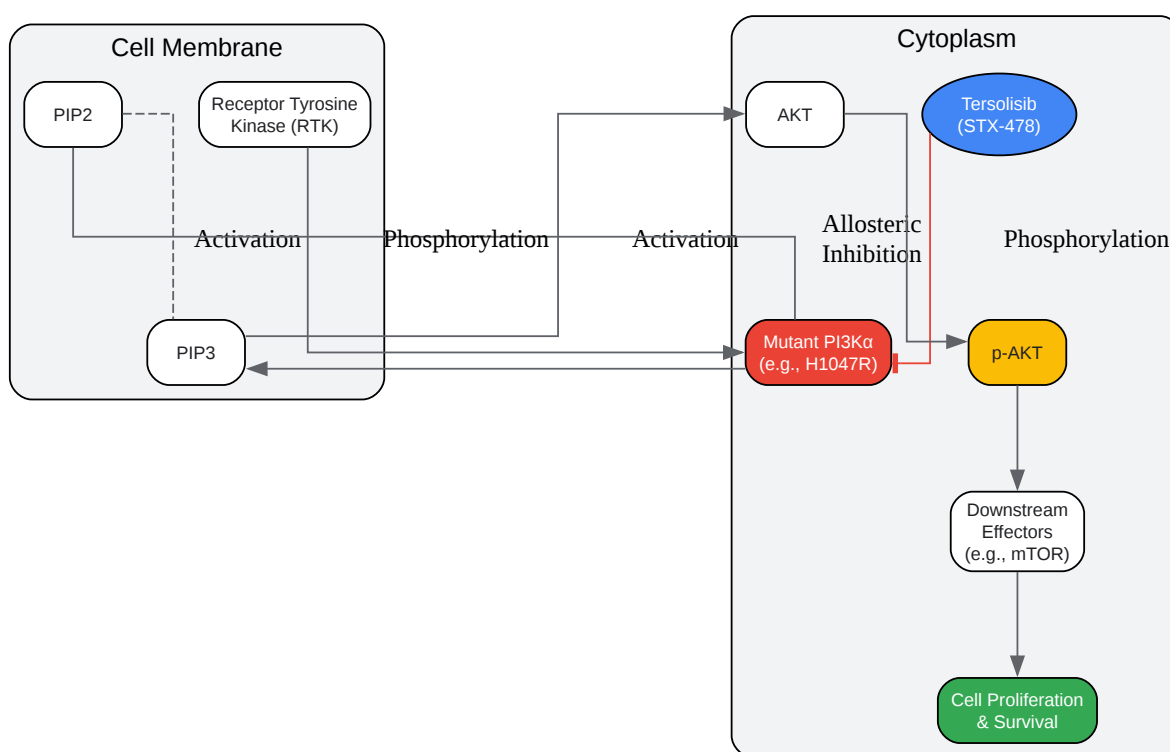 Cell Membrane
Cytoplasm
PIP2
Receptor Tyrosine
Kinase (RTK)
AKT
Tersolisib
(STX-478)
Activation
Phosphorylation
Activation
Allosteric
Inhibition
Phosphorylation
PIP3
Mutant PI3Kα
(e.g., H1047R)
p-AKT
Downstream
Effectors
(e.g., mTOR)
Cell Proliferation
& Survival